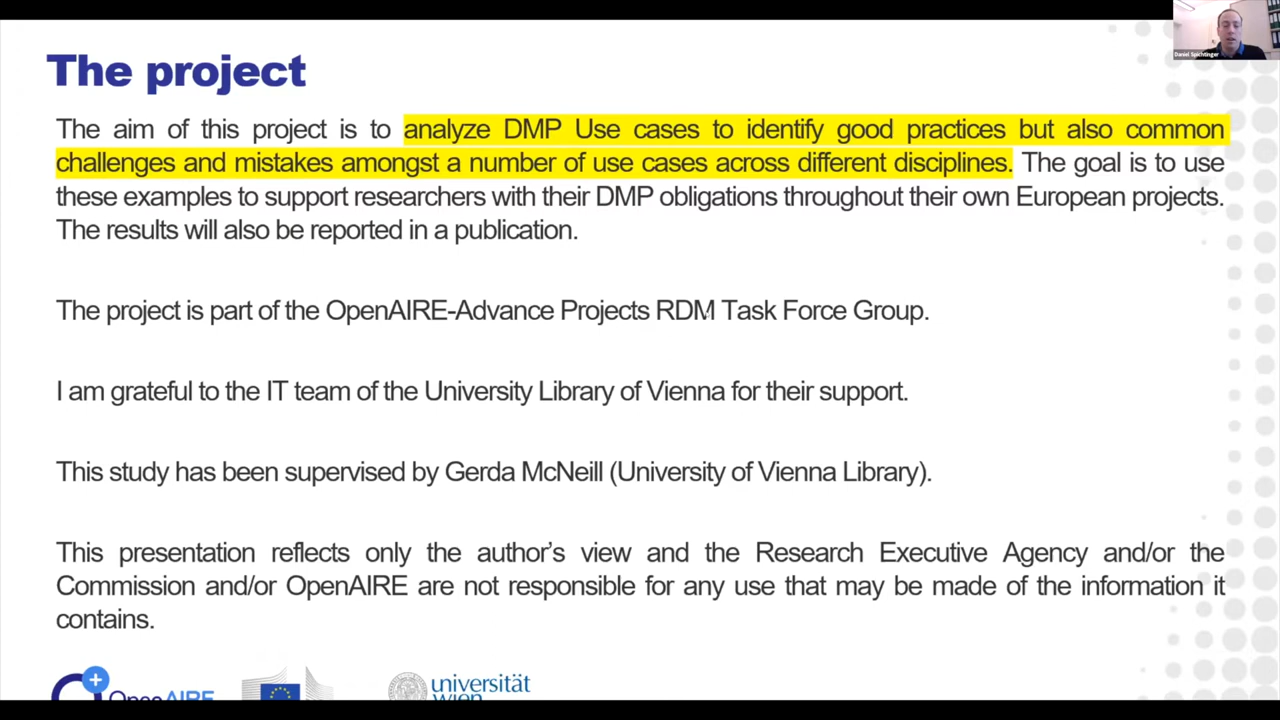 Daniel Spichtinger
The project
The aim of this project is to analyze DMP Use cases to identify good practices but also common
challenges and mistakes amongst a number of use cases across different disciplines. The goal is to use
these examples to support researchers with their DMP obligations throughout their own European projects.
The results will also be reported in a publication.
The project is part of the OpenAIRE-Advance Projects RDM Task Force Group.
I am grateful to the IT team of the University Library of Vienna for their support.
This study has been supervised by Gerda McNeill (University of Vienna Library).
This presentation reflects only the author's view and the Research Executive Agency and/or the
Commission and/or OpenAIRE are not responsible for any use that may be made of the information it
contains.
OpenAIRE
universität
wien